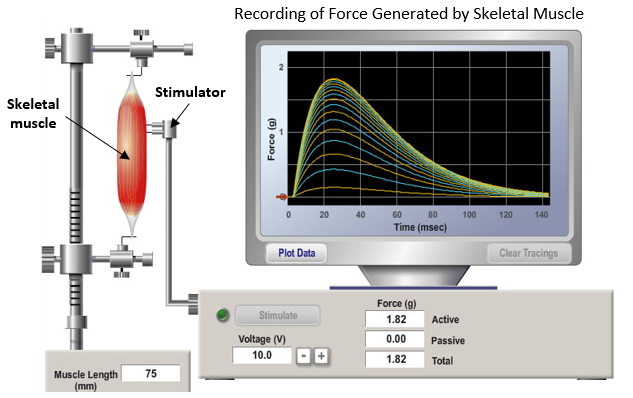 Recording of Force Generated by Skeletal Muscle
Skeletal
muscle
Stimulator
Force (g)
2
1
0
0 20 40 60 80 100 120 140
Time (msec)
Plot Data
Clear Tracings
Stimulate
Voltage (V)
10.0
-
+
Force (g)
1.82 Active
0.00 Passive
1.82 Total
Muscle Length 75
(mm)